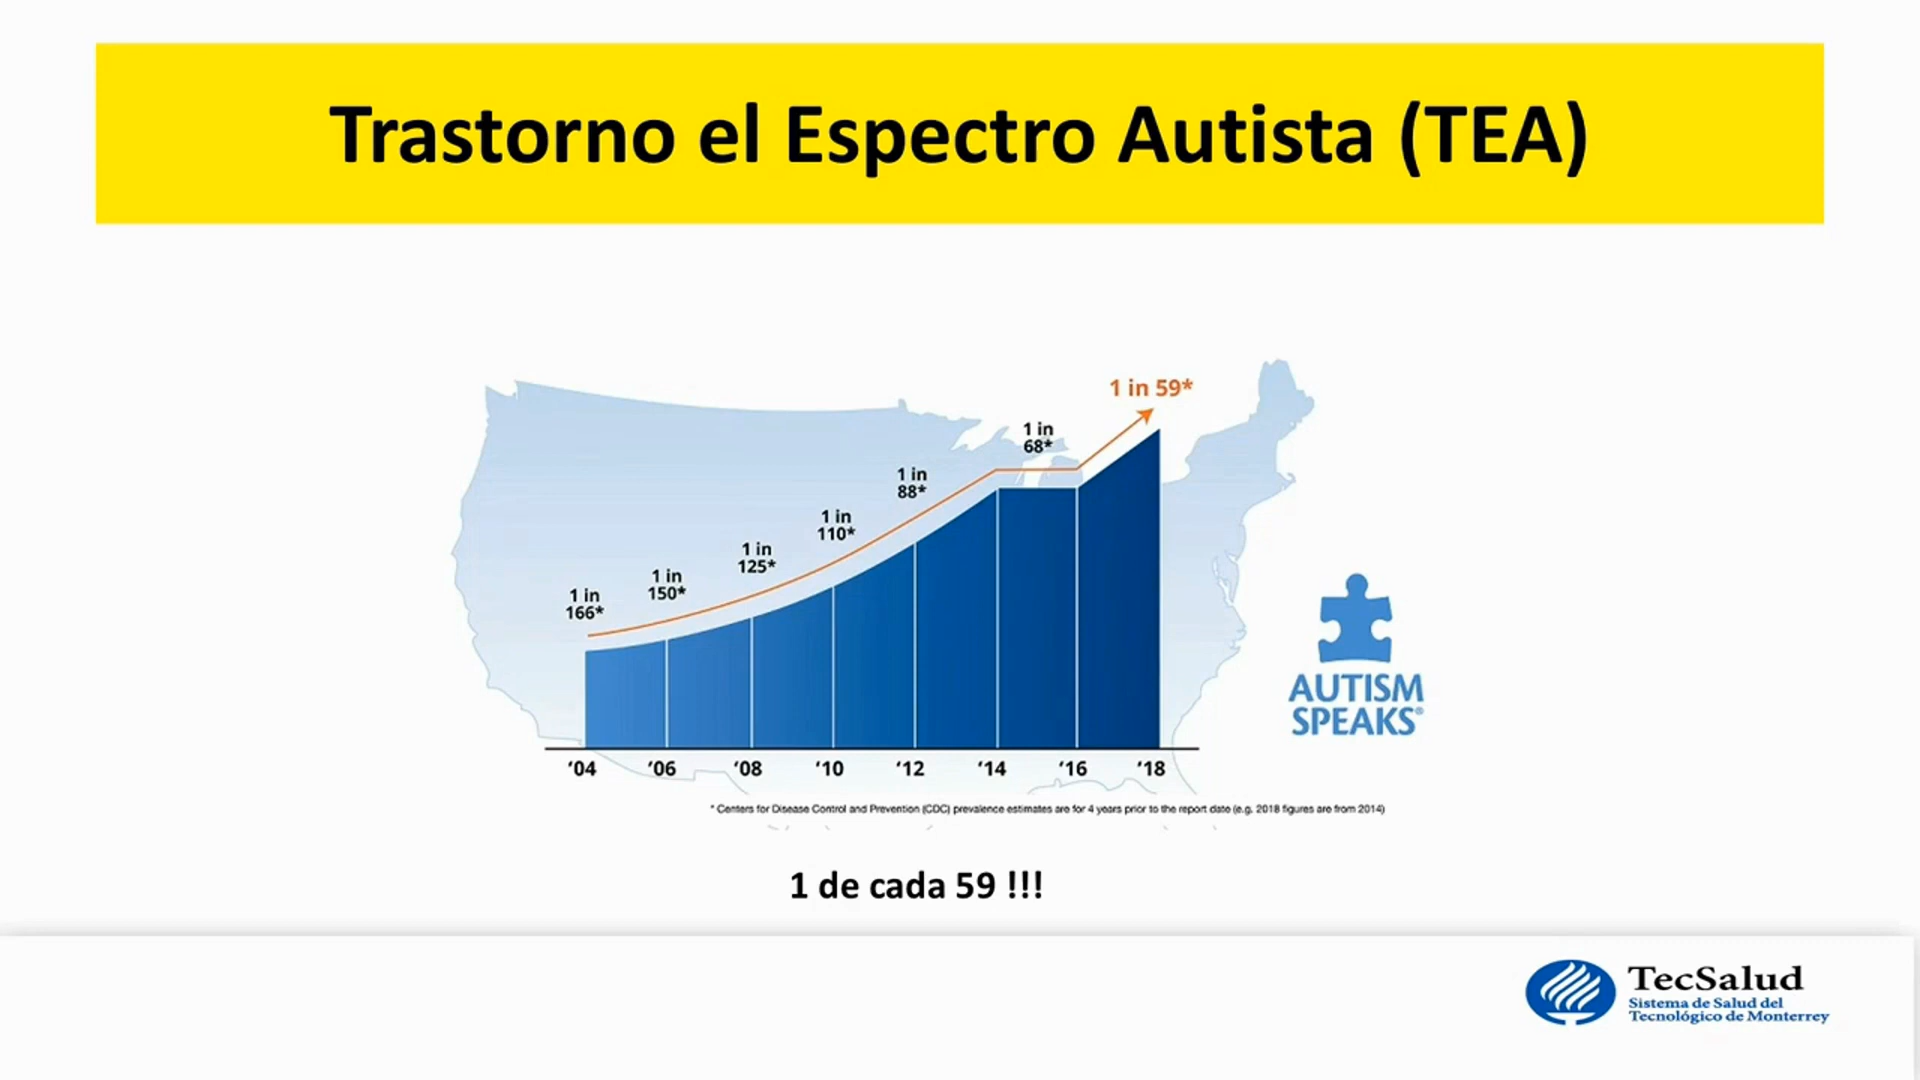 Trastorno el Espectro Autista (TEA)
1 in 59*
1 in
68*
1 in
88*
1 in
110*
1 in
125*
1 in
150*
1 in
166*
AUTISM
SPEAKS®
‘04 ‘06 ‘08 ‘10 ‘12 ‘14 ‘16 ‘18
* Centers for Disease Control and Prevention (CDC) prevalence estimates are for 4 years prior to the report date (e.g. 2018 figures are from 2014)
1 de cada 59 !!!
TecSalud
Sistema de Salud del
Tecnológico de Monterrey